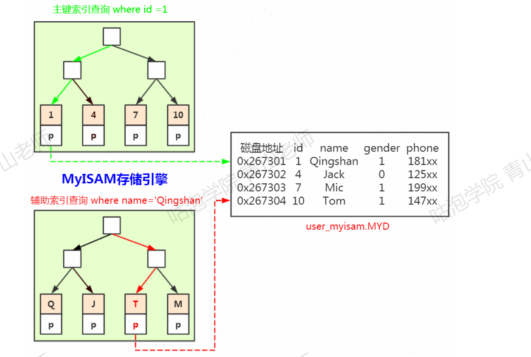 主键索引查询 where id =1
1 4 7 10
p p p p
MyISAM存储引擎
辅助索引查询 where name='Qingshan'
Q J T M
p p p p
磁盘地址 id name gender phone
0x267301 1 Qingshan 1 181xx
0x267302 4 Jack 0 125xx
0x267303 7 Mic 1 199xx
0x267304 10 Tom 1 147xx
user_myisam.MYD
山老师
咕泡学院 青山